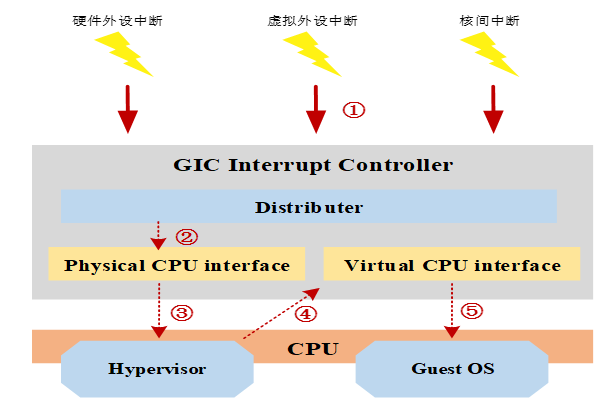 硬件外设中断 虚拟外设中断 核间中断
①
GIC Interrupt Controller
Distributer
②
Physical CPU interface Virtual CPU interface
③ ④ ⑤
CPU
Hypervisor Guest OS